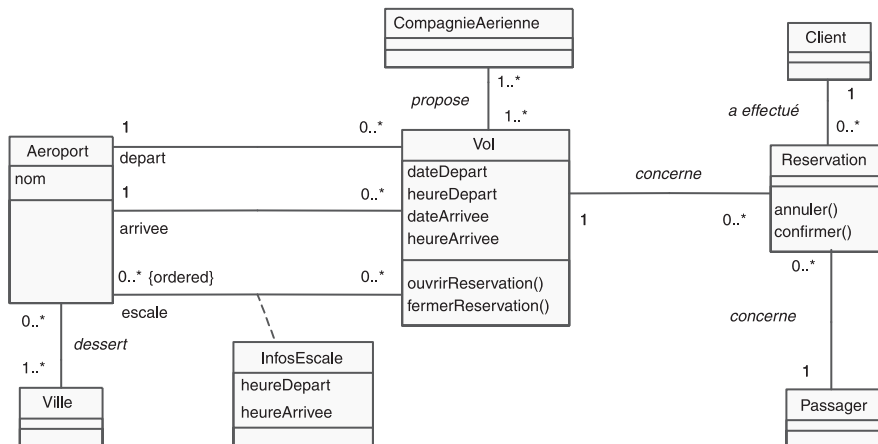 CompagnieAerienne
Client
1..*
1
propose
a effectué
1..*
0..*
1
0..*
Aeroport
depart
Vol
Reservation
nom
dateDepart
concerne
heureDepart
1
0..*
dateArrivee
annuler()
arrivee
heureArrivee
1
0..*
confirmer()
0..* {ordered}
0..*
0..*
ouvrirReservation()
escale
fermerReservation()
0..*
dessert
concerne
InfosEscale
1..*
heureDepart
1
Ville
heureArrivee
Passager